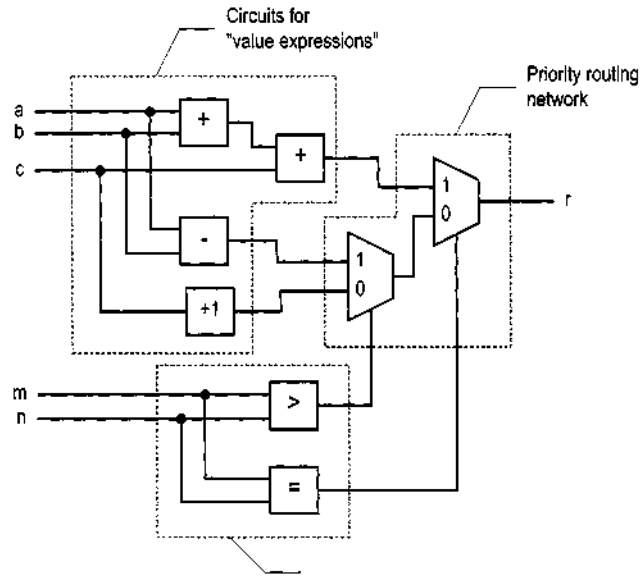 Circuits for
"value expressions"
Priority routing
network
a
b
c
+
+
1
0
r
-
1
0
+1
m
n
>
=